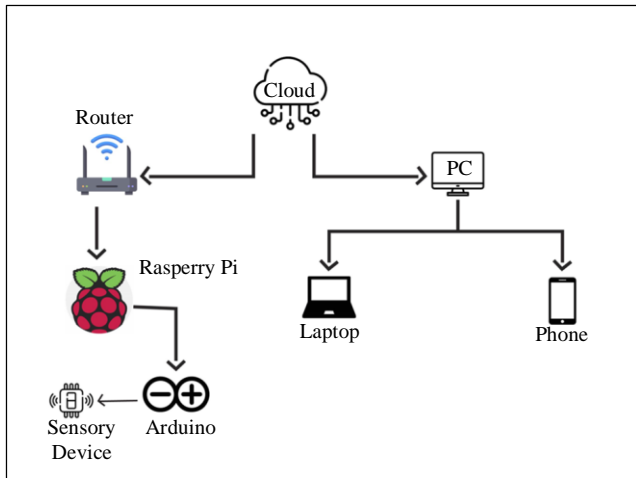 Cloud
Router
PC
Rasperry Pi
Laptop
Phone
Sensory
Device
Arduino